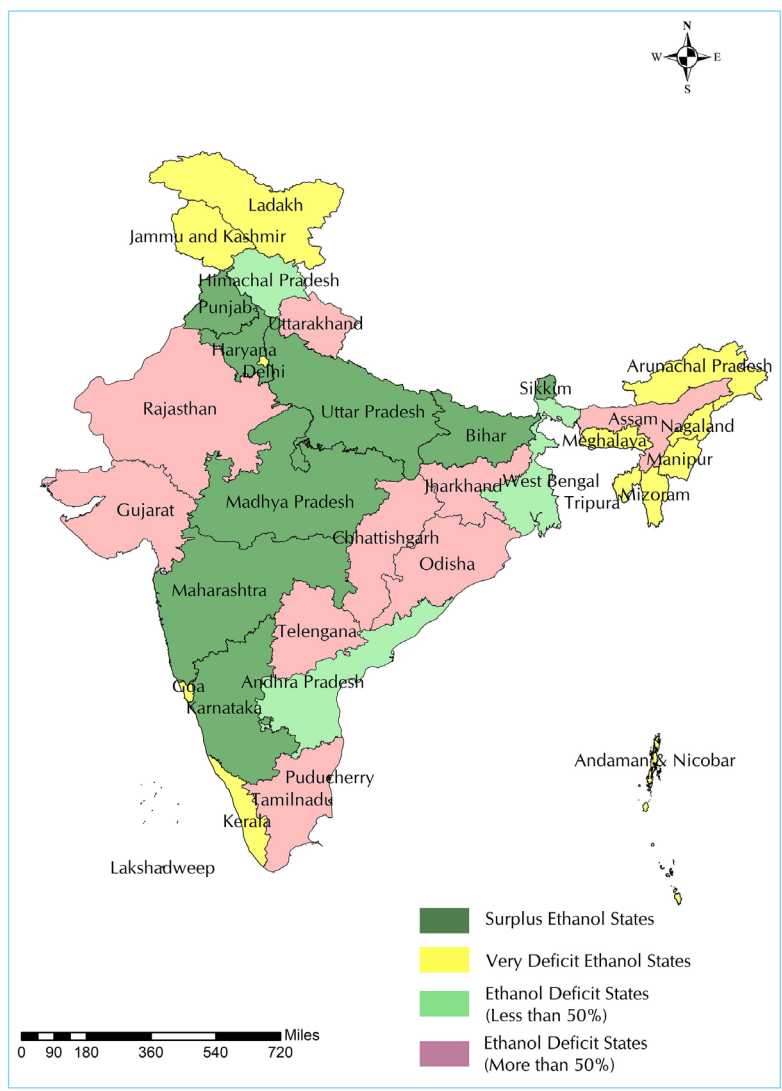 N
W
E
S
Ladakh
Jammu and Kashmir
Himachal Pradesh
Punjab
Uttarakhand
Haryana
Delhi
Arunachal Pradesh
Sikkim
Rajasthan
Uttar Pradesh
Assam
Nagaland
Bihar
Meghalaya
Manipur
Jharkhand
West Bengal
Tripura
Mizoram
Gujarat
Madhya Pradesh
Chhattishgarh
Odisha
Maharashtra
Telengana
Andhra Pradesh
Goa
Karnataka
Andaman & Nicobar
Puducherry
Tamilnadu
Kerala
Lakshadweep
Surplus Ethanol States
Very Deficit Ethanol States
Ethanol Deficit States
(Less than 50%)
Ethanol Deficit States
(More than 50%)
Miles
0 90 180 360 540 720